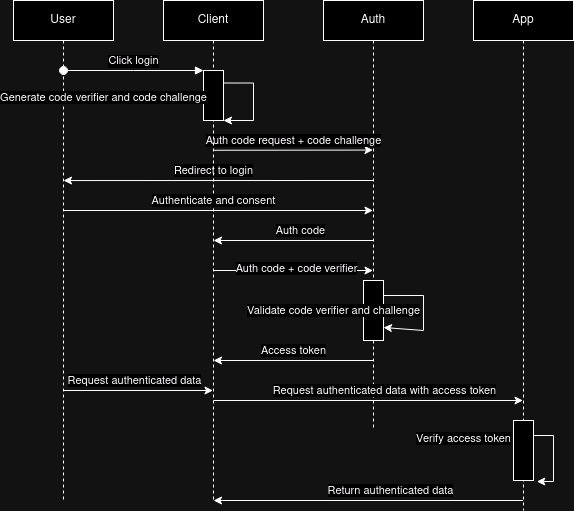 User
Client
Auth
App
Click login
Generate code verifier and code challenge
Auth code request + code challenge
Redirect to login
Authenticate and consent
Auth code
Auth code + code verifier
Validate code verifier and challenge
Access token
Request authenticated data
Request authenticated data with access token
Verify access token
Return authenticated data